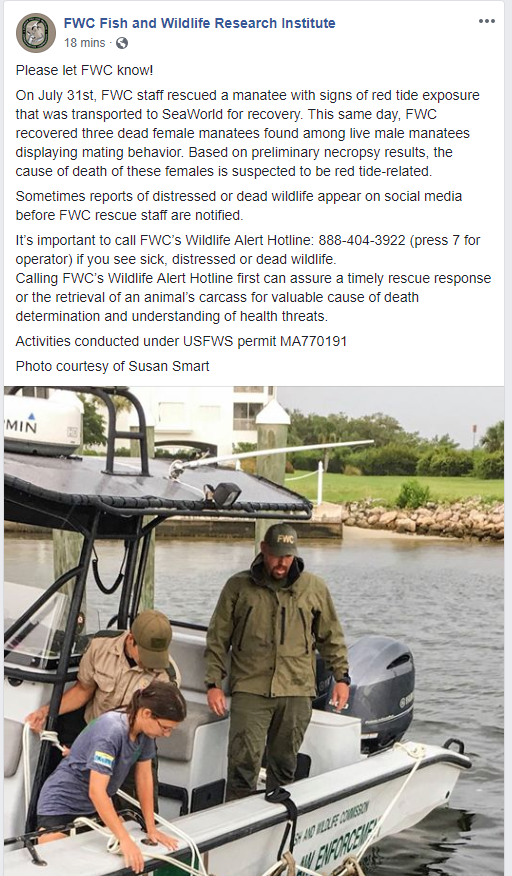 FWC Fish and Wildlife Research Institute
18 mins ·
Please let FWC know!
On July 31st, FWC staff rescued a manatee with signs of red tide exposure
that was transported to SeaWorld for recovery. This same day, FWC
recovered three dead female manatees found among live male manatees
displaying mating behavior. Based on preliminary necropsy results, the
cause of death of these females is suspected to be red tide-related.
Sometimes reports of distressed or dead wildlife appear on social media
before FWC rescue staff are notified.
It's important to call FWC's Wildlife Alert Hotline: 888-404-3922 (press 7 for
operator) if you see sick, distressed or dead wildlife.
Calling FWC's Wildlife Alert Hotline first can assure a timely rescue response
or the retrieval of an animal's carcass for valuable cause of death
determination and understanding of health threats.
Activities conducted under USFWS permit MA770191
Photo courtesy of Susan Smart
RMIN
FWC
SH AND WILDLIFE COMMISSION
AW ENFORCEMENT